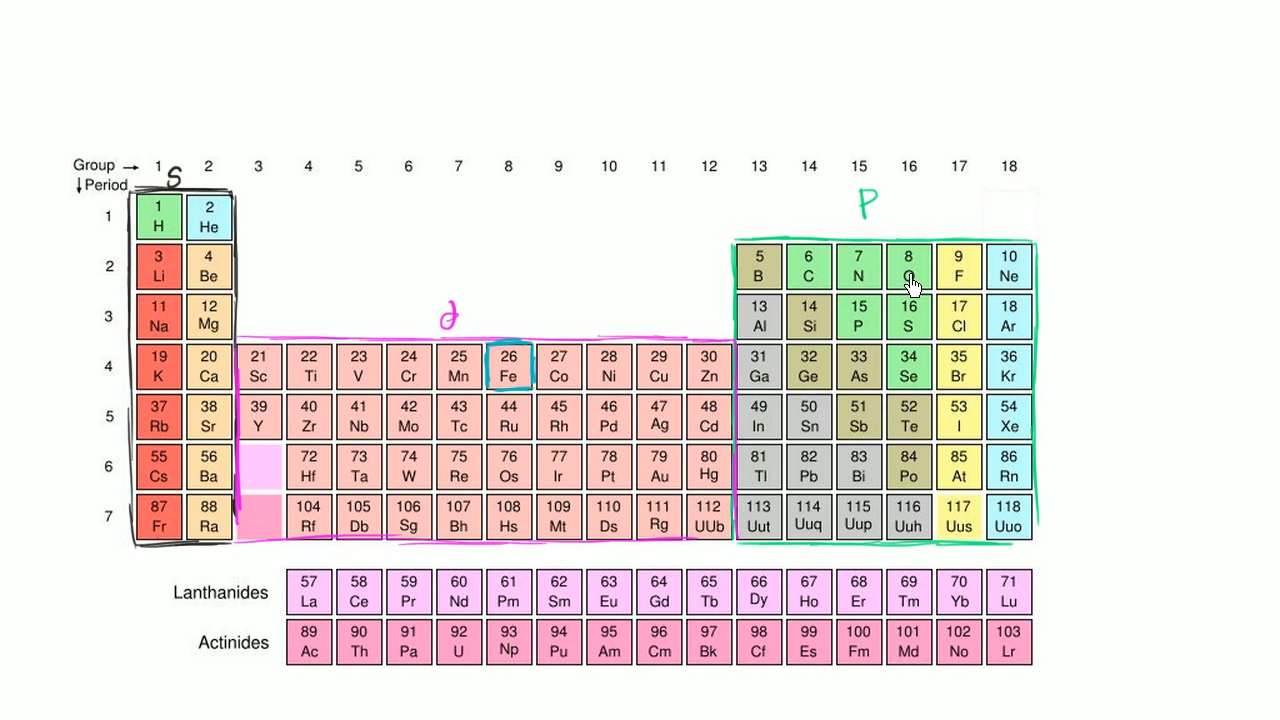 Group → 1 2 3 4 5 6 7 8 9 10 11 12 13 14 15 16 17 18
↓ Period S
P
1 1 H 2 He
2 3 Li 4 Be 5 B 6 C 7 N 8 O 9 F 10 Ne
3 11 Na 12 Mg d 13 Al 14 Si 15 P 16 S 17 Cl 18 Ar
4 19 K 20 Ca 21 Sc 22 Ti 23 V 24 Cr 25 Mn 26 Fe 27 Co 28 Ni 29 Cu 30 Zn 31 Ga 32 Ge 33 As 34 Se 35 Br 36 Kr
5 37 Rb 38 Sr 39 Y 40 Zr 41 Nb 42 Mo 43 Tc 44 Ru 45 Rh 46 Pd 47 Ag 48 Cd 49 In 50 Sn 51 Sb 52 Te 53 I 54 Xe
6 55 Cs 56 Ba 72 Hf 73 Ta 74 W 75 Re 76 Os 77 Ir 78 Pt 79 Au 80 Hg 81 Tl 82 Pb 83 Bi 84 Po 85 At 86 Rn
7 87 Fr 88 Ra 104 Rf 105 Db 106 Sg 107 Bh 108 Hs 109 Mt 110 Ds 111 Rg 112 UUb 113 Uut 114 Uuq 115 Uup 116 Uuh 117 Uus 118 Uuo
Lanthanides 57 La 58 Ce 59 Pr 60 Nd 61 Pm 62 Sm 63 Eu 64 Gd 65 Tb 66 Dy 67 Ho 68 Er 69 Tm 70 Yb 71 Lu
Actinides 89 Ac 90 Th 91 Pa 92 U 93 Np 94 Pu 95 Am 96 Cm 97 Bk 98 Cf 99 Es 100 Fm 101 Md 102 No 103 Lr